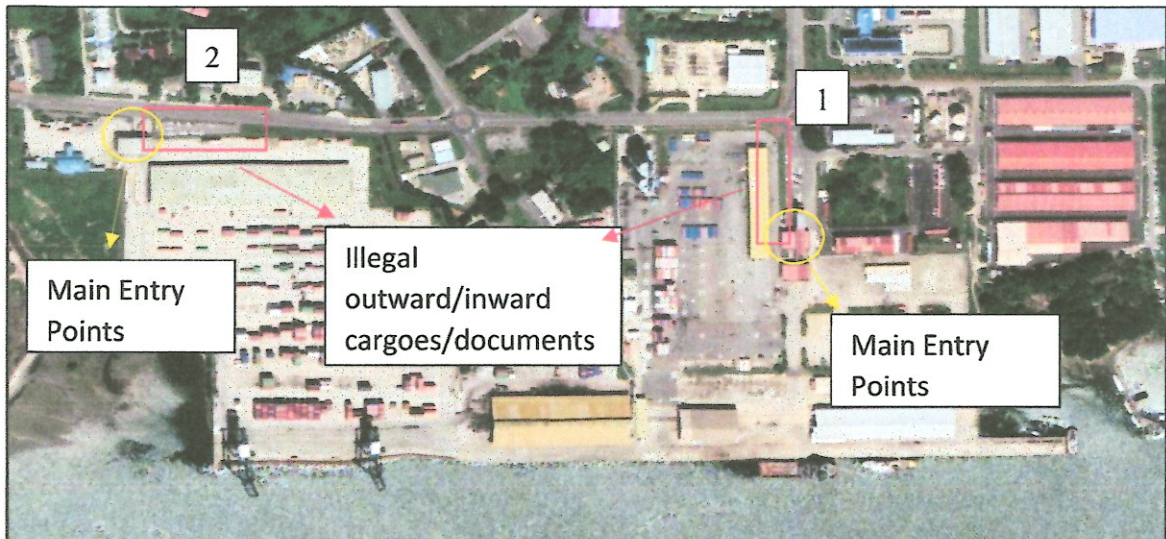 2
1
Main Entry
Points
Illegal
outward/inward
cargoes/documents
Main Entry
Points